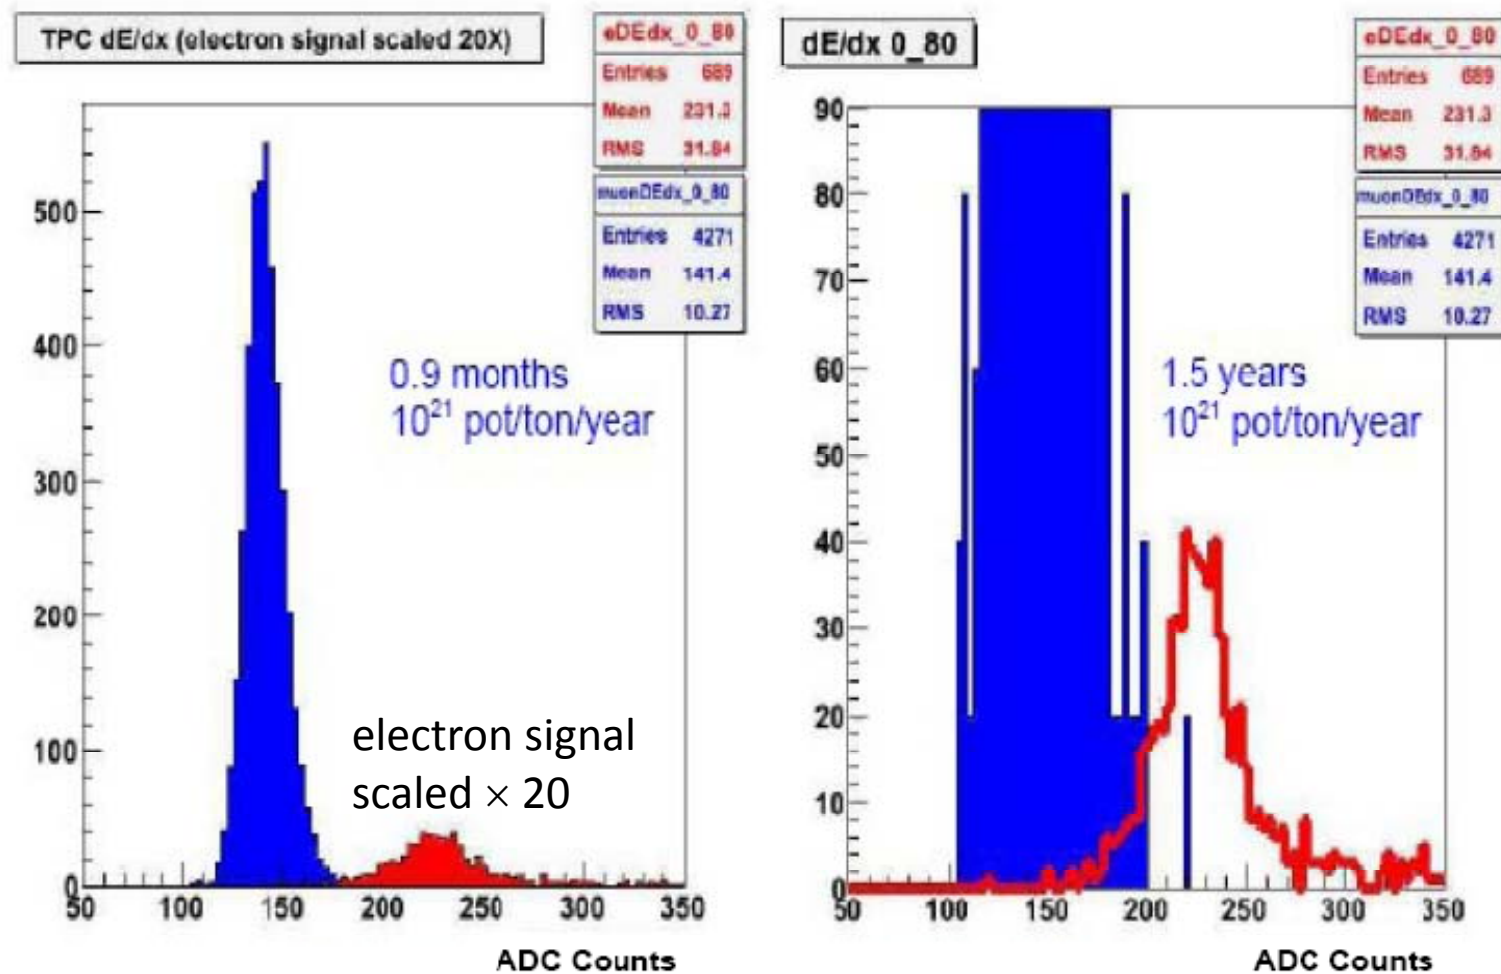 TPC dE/dx (electron signal scaled 20X)
eDEdx_0_80
Entries 689
Mean 231.3
RMS 31.84
muonDEdx_0_80
Entries 4271
Mean 141.4
RMS 10.27
500
400
300
200
100
0
0.9 months
10²¹ pot/ton/year
electron signal
scaled × 20
50 100 150 200 250 300 350
ADC Counts
dE/dx 0_80
eDEdx_0_80
Entries 689
Mean 231.3
RMS 31.84
muonDEdx_0_80
Entries 4271
Mean 141.4
RMS 10.27
90
80
70
60
50
40
30
20
10
0
1.5 years
10²¹ pot/ton/year
50 100 150 200 250 300 350
ADC Counts